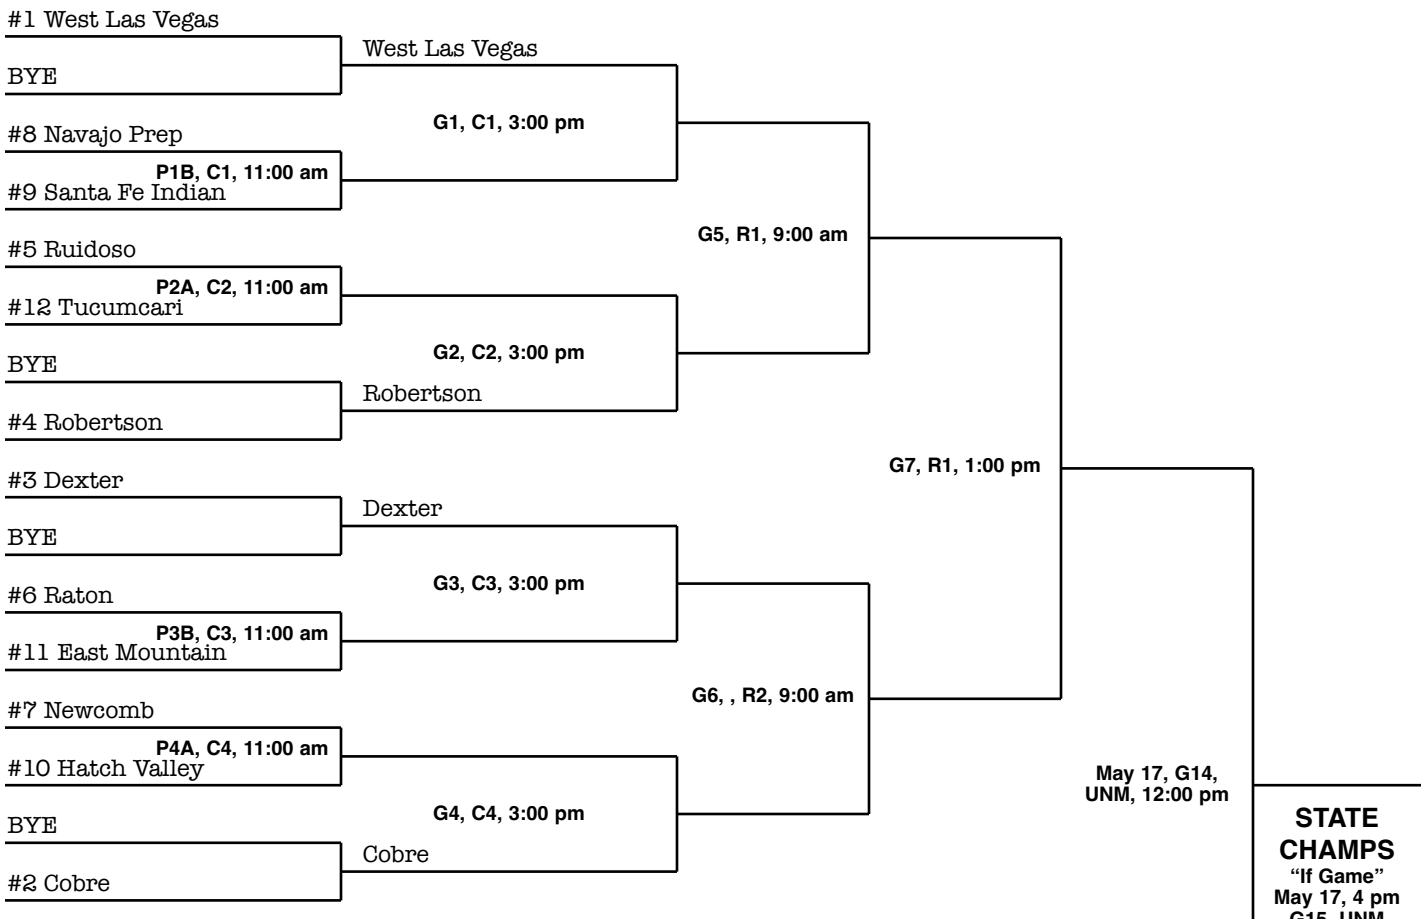 #1 West Las Vegas
West Las Vegas
BYE
G1, C1, 3:00 pm
#8 Navajo Prep
P1B, C1, 11:00 am
#9 Santa Fe Indian
G5, R1, 9:00 am
#5 Ruidoso
P2A, C2, 11:00 am
#12 Tucumcari
G2, C2, 3:00 pm
BYE
Robertson
#4 Robertson
G7, R1, 1:00 pm
#3 Dexter
Dexter
BYE
G3, C3, 3:00 pm
#6 Raton
P3B, C3, 11:00 am
#11 East Mountain
G6, , R2, 9:00 am
#7 Newcomb
P4A, C4, 11:00 am
#10 Hatch Valley
May 17, G14,
UNM, 12:00 pm
G4, C4, 3:00 pm
BYE
Cobre
#2 Cobre
STATE
CHAMPS
“If Game”
May 17, 4 pm
G15, UNM